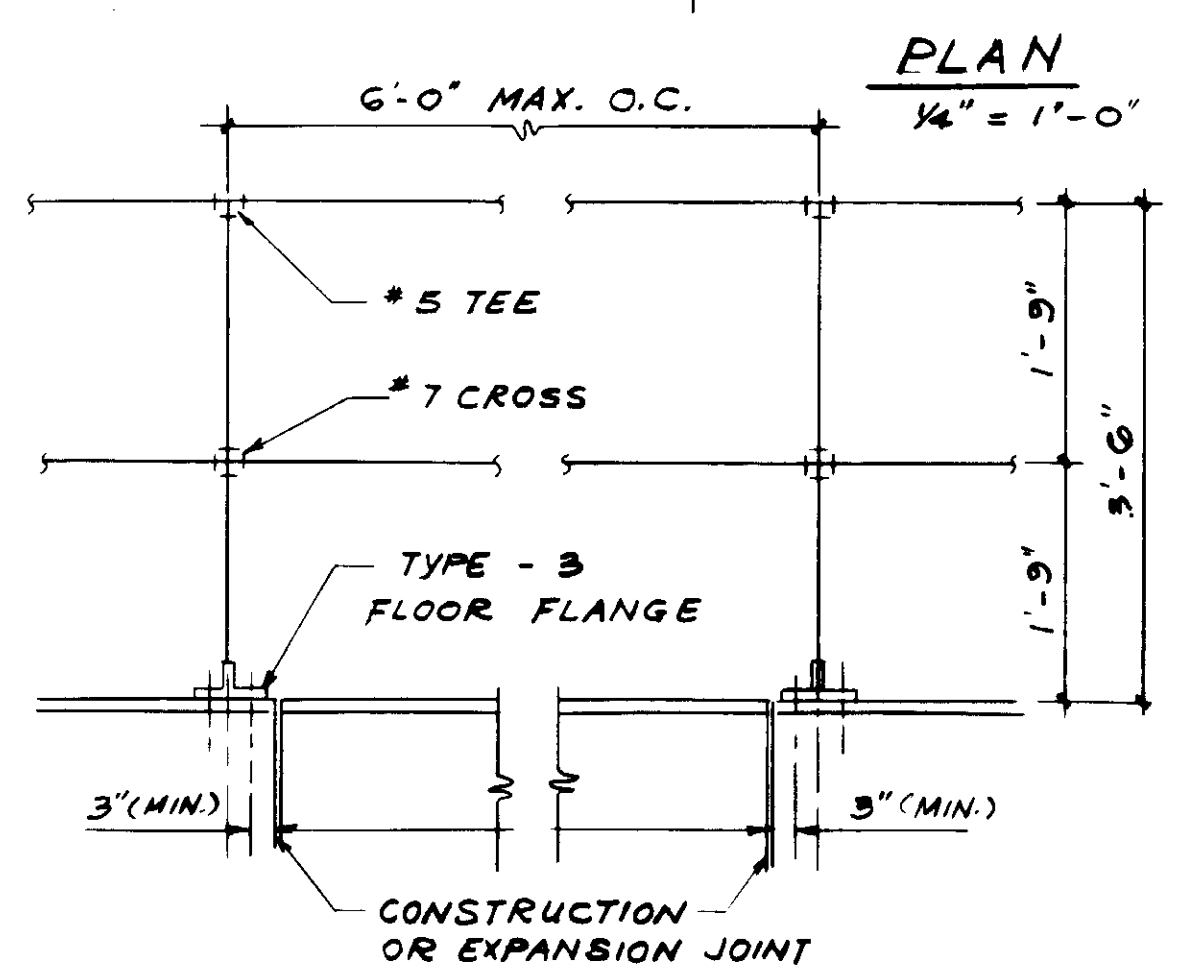 PLAN
1/4" = 1'-0"
6'-0" MAX. O.C.
#5 TEE
#7 CROSS
1'-9"
3'-6"
TYPE - 3
FLOOR FLANGE
1'-9"
3" (MIN.)
3" (MIN.)
CONSTRUCTION
OR EXPANSION JOINT